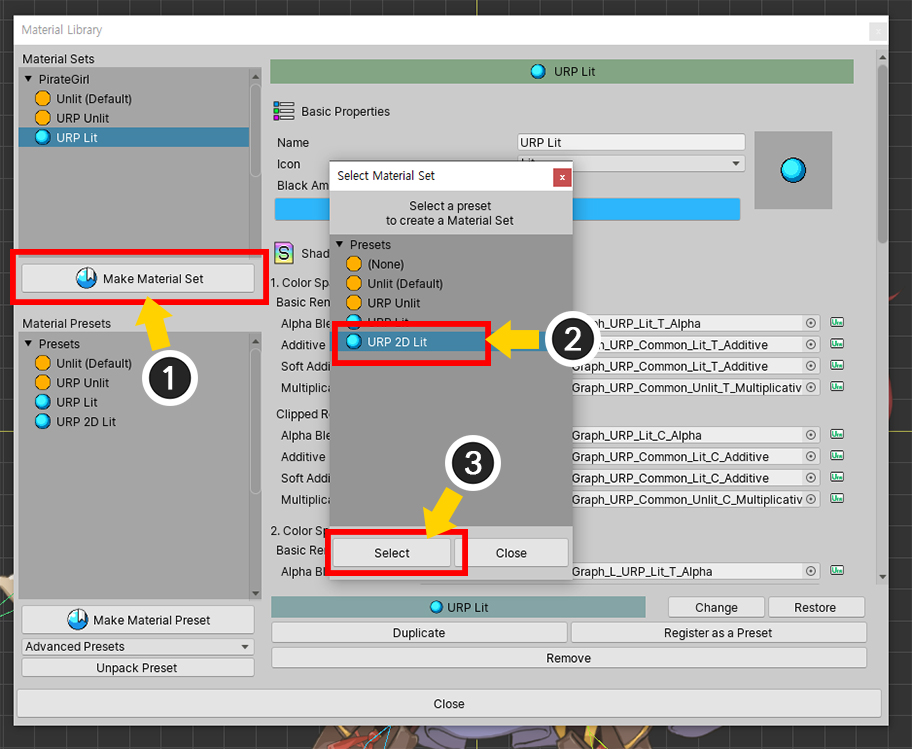 Material Library
x
Material Sets
PirateGirl
Unlit (Default)
URP Unlit
URP Lit
Make Material Set
1
Material Presets
Presets
Unlit (Default)
URP Unlit
URP Lit
URP 2D Lit
Make Material Preset
Advanced Presets
Unpack Preset
URP Lit
Basic Properties
Name
URP Lit
Icon
Black Am
S
Shad
1. Color Sp
Basic Ren
Alpha Ble
ph_URP_Lit_T_Alpha
Additive
Graph_URP_Common_Lit_T_Additive
Soft Addi
Graph_URP_Common_Lit_T_Additive
Multiplica
Graph_URP_Common_Unlit_T_Multiplicativ
Clipped Re
Alpha Ble
Graph_URP_Lit_C_Alpha
Additive
Graph_URP_Common_Lit_C_Additive
Soft Addi
Graph_URP_Common_Lit_C_Additive
Multiplica
Graph_URP_Common_Unlit_C_Multiplicativ
2. Color Sp
Basic Ren
Alpha Bl
Graph_L_URP_Lit_T_Alpha
Select Material Set
x
Select a preset
to create a Material Set
Presets
(None)
Unlit (Default)
URP Unlit
URP Lit
URP 2D Lit
2
3
Select
Close
URP Lit
Change
Restore
Duplicate
Register as a Preset
Remove
Close